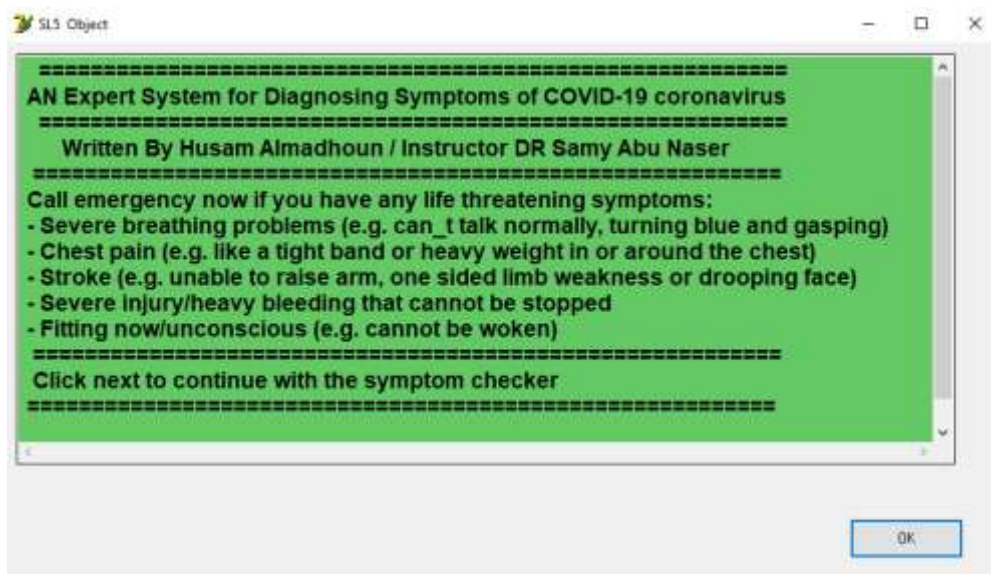 SL5 Object
==========================================================
AN Expert System for Diagnosing Symptoms of COVID-19 coronavirus
==========================================================
Written By Husam Almadhoun / Instructor DR Samy Abu Naser
==========================================================
Call emergency now if you have any life threatening symptoms:
- Severe breathing problems (e.g. can_t talk normally, turning blue and gasping)
- Chest pain (e.g. like a tight band or heavy weight in or around the chest)
- Stroke (e.g. unable to raise arm, one sided limb weakness or drooping face)
- Severe injury/heavy bleeding that cannot be stopped
- Fitting now/unconscious (e.g. cannot be woken)
==========================================================
Click next to continue with the symptom checker
==========================================================
OK